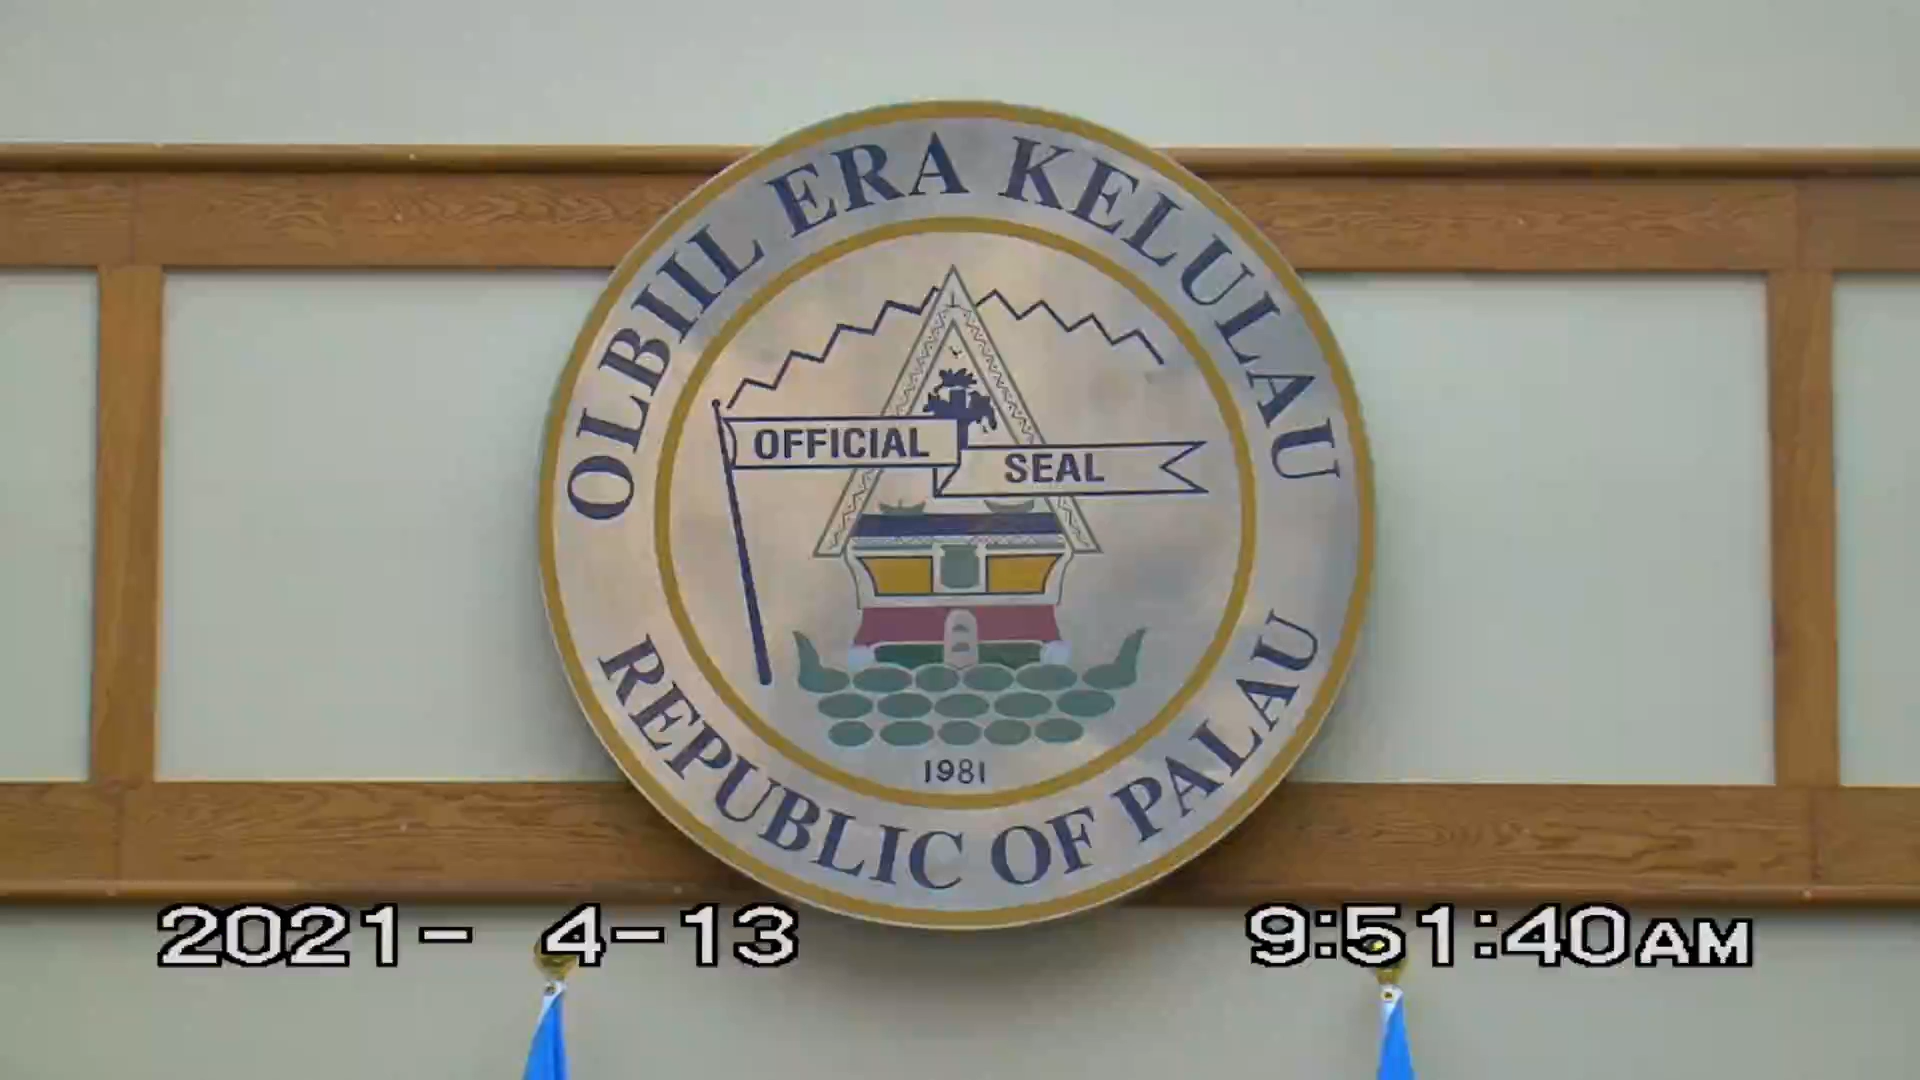 OLBIIL ERA KELULAU
OFFICIAL
SEAL
1981
REPUBLIC OF PALAU
2021- 4-13
9:51:40AM